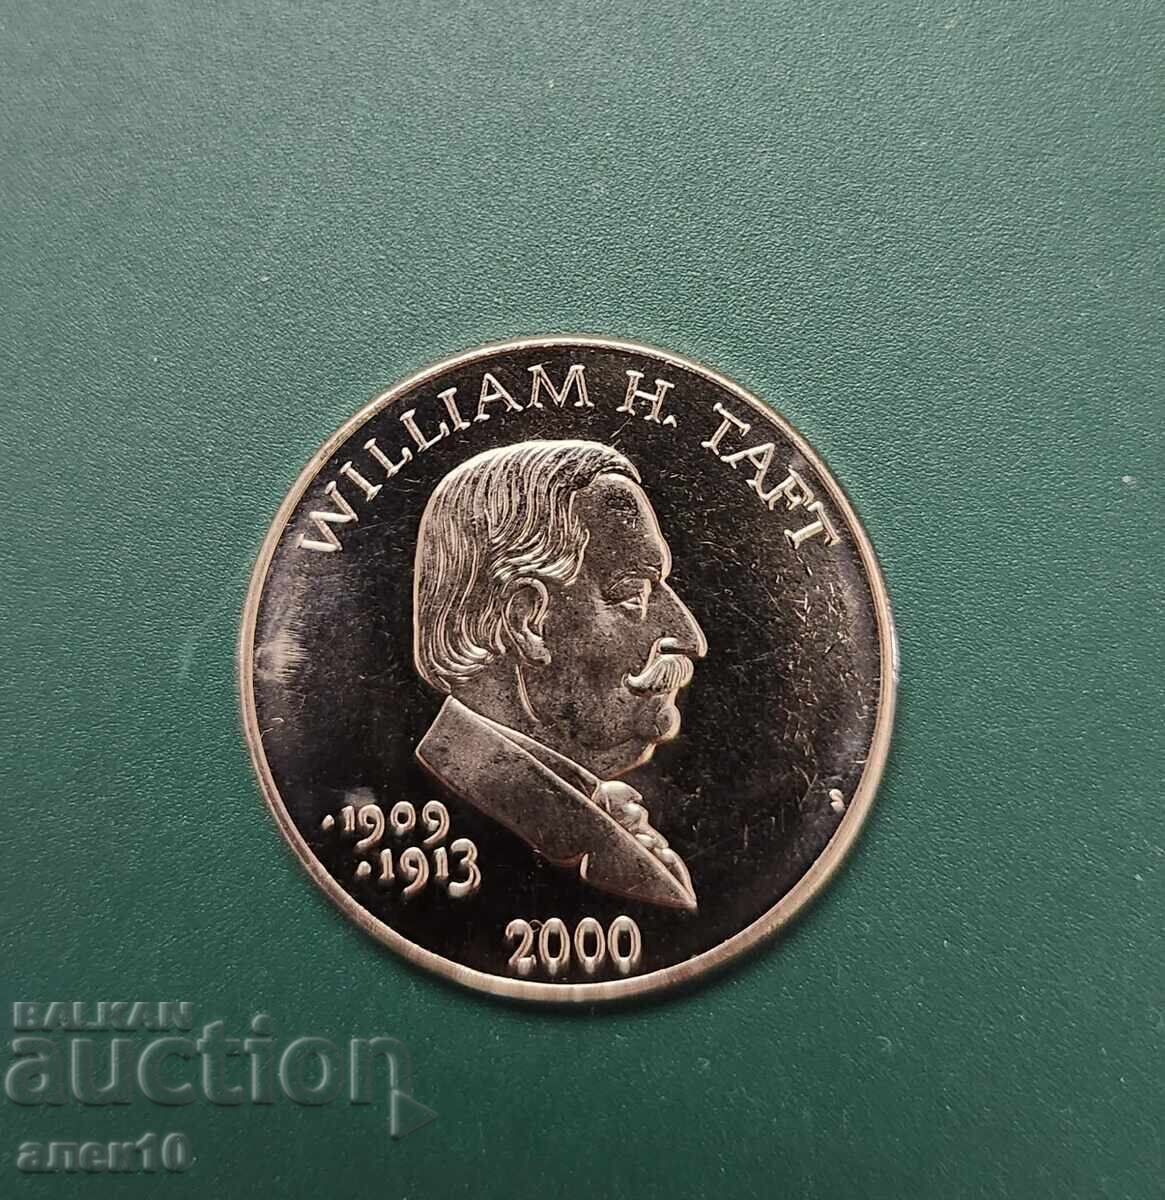 WILLIAM H. TAFT
·1909
·1913
2000
S
BALKAN
auction
алек10